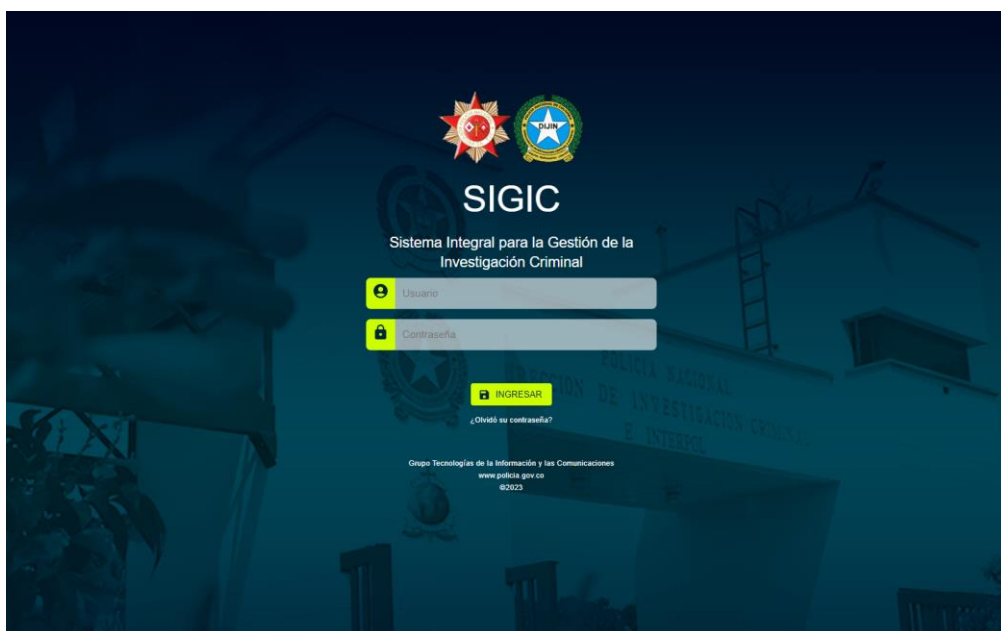 DIJIN
SIGIC
Sistema Integral para la Gestión de la
Investigación Criminal
Usuario
Contraseña
POLICIA NACIONAL
DIRECCION DE INVESTIGACION CRIMINAL
E INTERPOL
INGRESAR
¿Olvidó su contraseña?
Grupo Tecnologías de la Información y las Comunicaciones
www.policia.gov.co
©2023